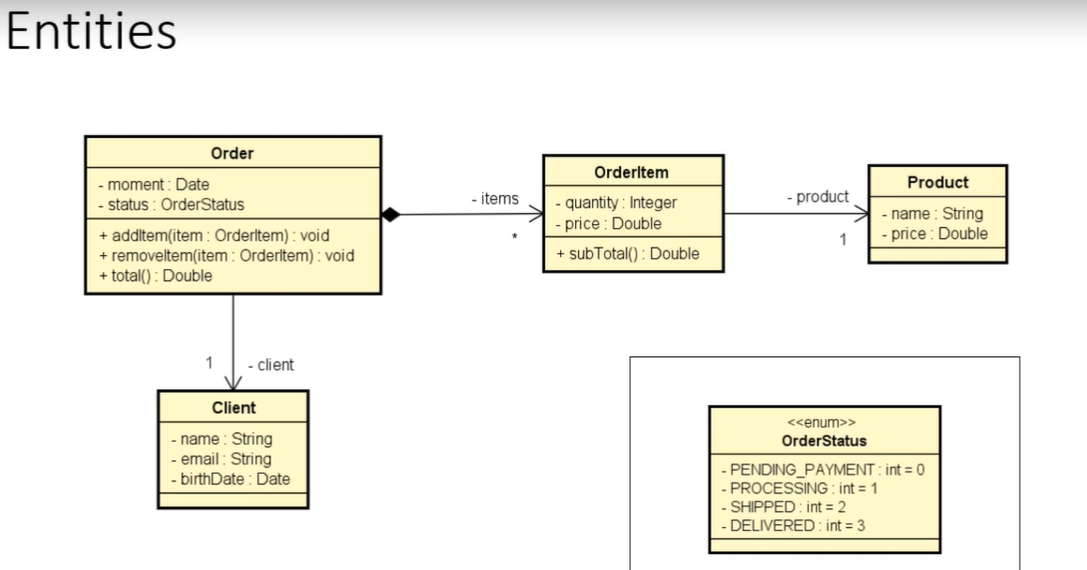 Entities
Order
- moment : Date
- status : OrderStatus
+ addItem(item : OrderItem) : void
+ removeItem(item : OrderItem) : void
+ total() : Double
- items
*
OrderItem
- quantity : Integer
- price : Double
+ subTotal() : Double
- product
1
Product
- name : String
- price : Double
1
- client
Client
- name : String
- email : String
- birthDate : Date
<<enum>>
OrderStatus
- PENDING_PAYMENT : int = 0
- PROCESSING : int = 1
- SHIPPED : int = 2
- DELIVERED : int = 3